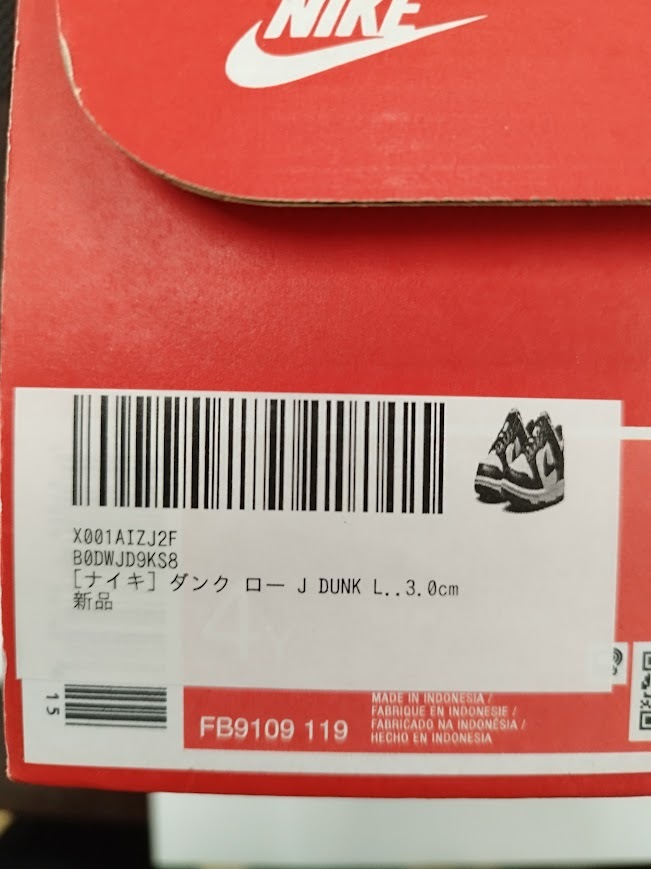 NIKE
X001AIZJ2F
B0DWJD9KS8
[ナイキ] ダンク ロー J DUNK L..3.0cm
新品
4Y
15
FB9109 119
MADE IN INDONESIA /
FABRIQUE EN INDONESIE /
FABRICADO NA INDONÉSIA /
HECHO EN INDONESIA